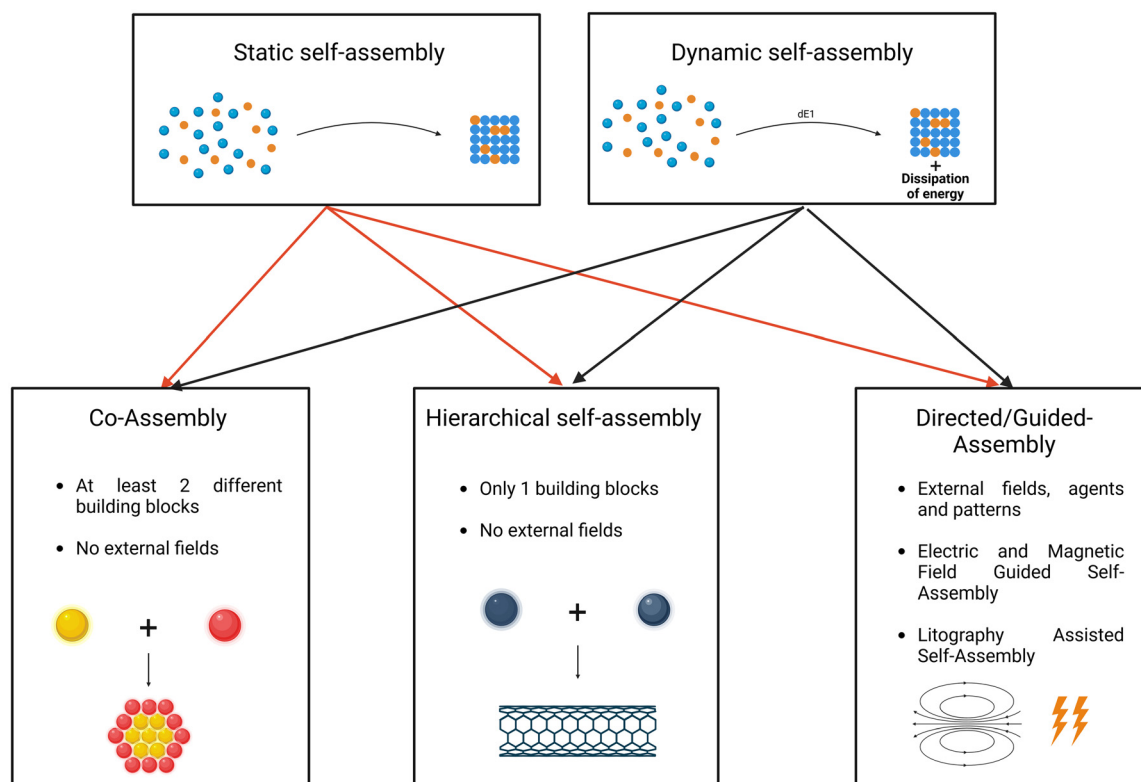 Static self-assembly
Dynamic self-assembly
dE1
+
Dissipation
of energy
Co-Assembly
• At least 2 different
building blocks
• No external fields
+
Hierarchical self-assembly
• Only 1 building blocks
• No external fields
+
Directed/Guided-
Assembly
• External fields, agents
and patterns
• Electric and Magnetic
Field Guided Self-
Assembly
• Litography Assisted
Self-Assembly